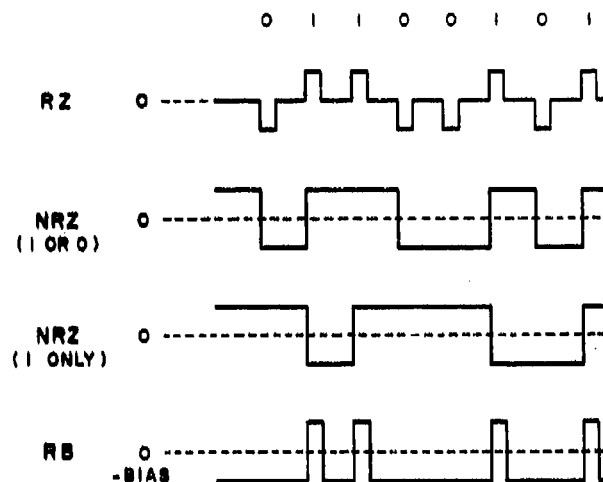 0 1 1 0 0 1 0 1
RZ 0
NRZ 0
(1 OR 0)
NRZ 0
(1 ONLY)
RB 0
-BIAS